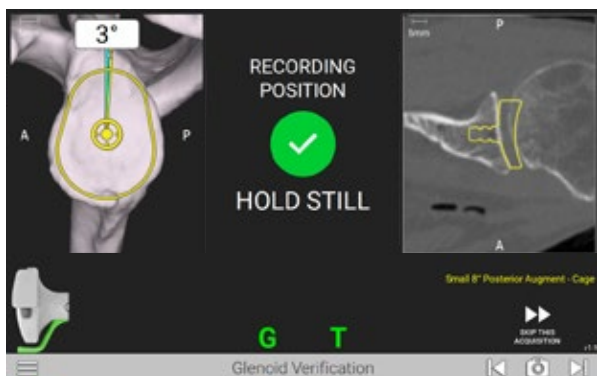 3°
RECORDING
POSITION
HOLD STILL
A
P
5mm
P
A
Small 8° Posterior Augment - Cage
SKIP THIS
ACQUISITION
G T
Glenoid Verification